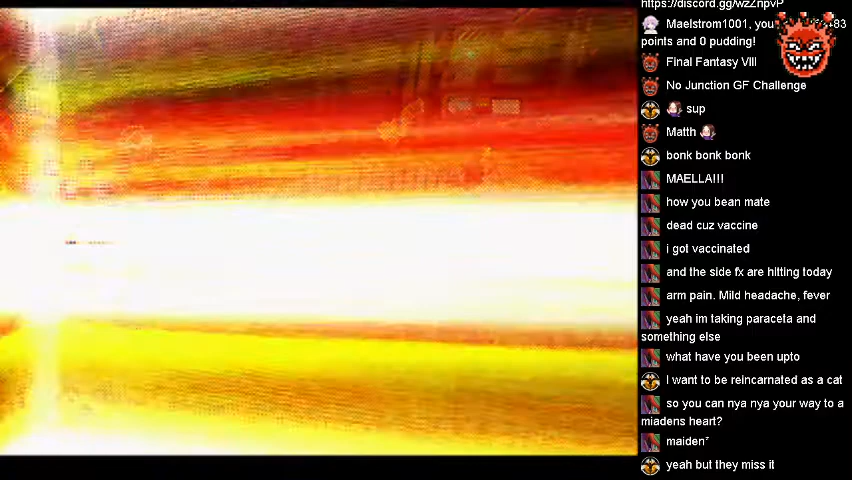 https://discord.gg/wzZnpvP
Maelstrom1001, you
+83
points and 0 pudding!
Final Fantasy VIII
No Junction GF Challenge
sup
Matth
bonk bonk bonk
MAELLA!!!
how you bean mate
dead cuz vaccine
i got vaccinated
and the side fx are hitting today
arm pain. Mild headache, fever
yeah im taking paraceta and
something else
what have you been upto
I want to be reincarnated as a cat
so you can nya nya your way to a
miadens heart?
maiden*
yeah but they miss it